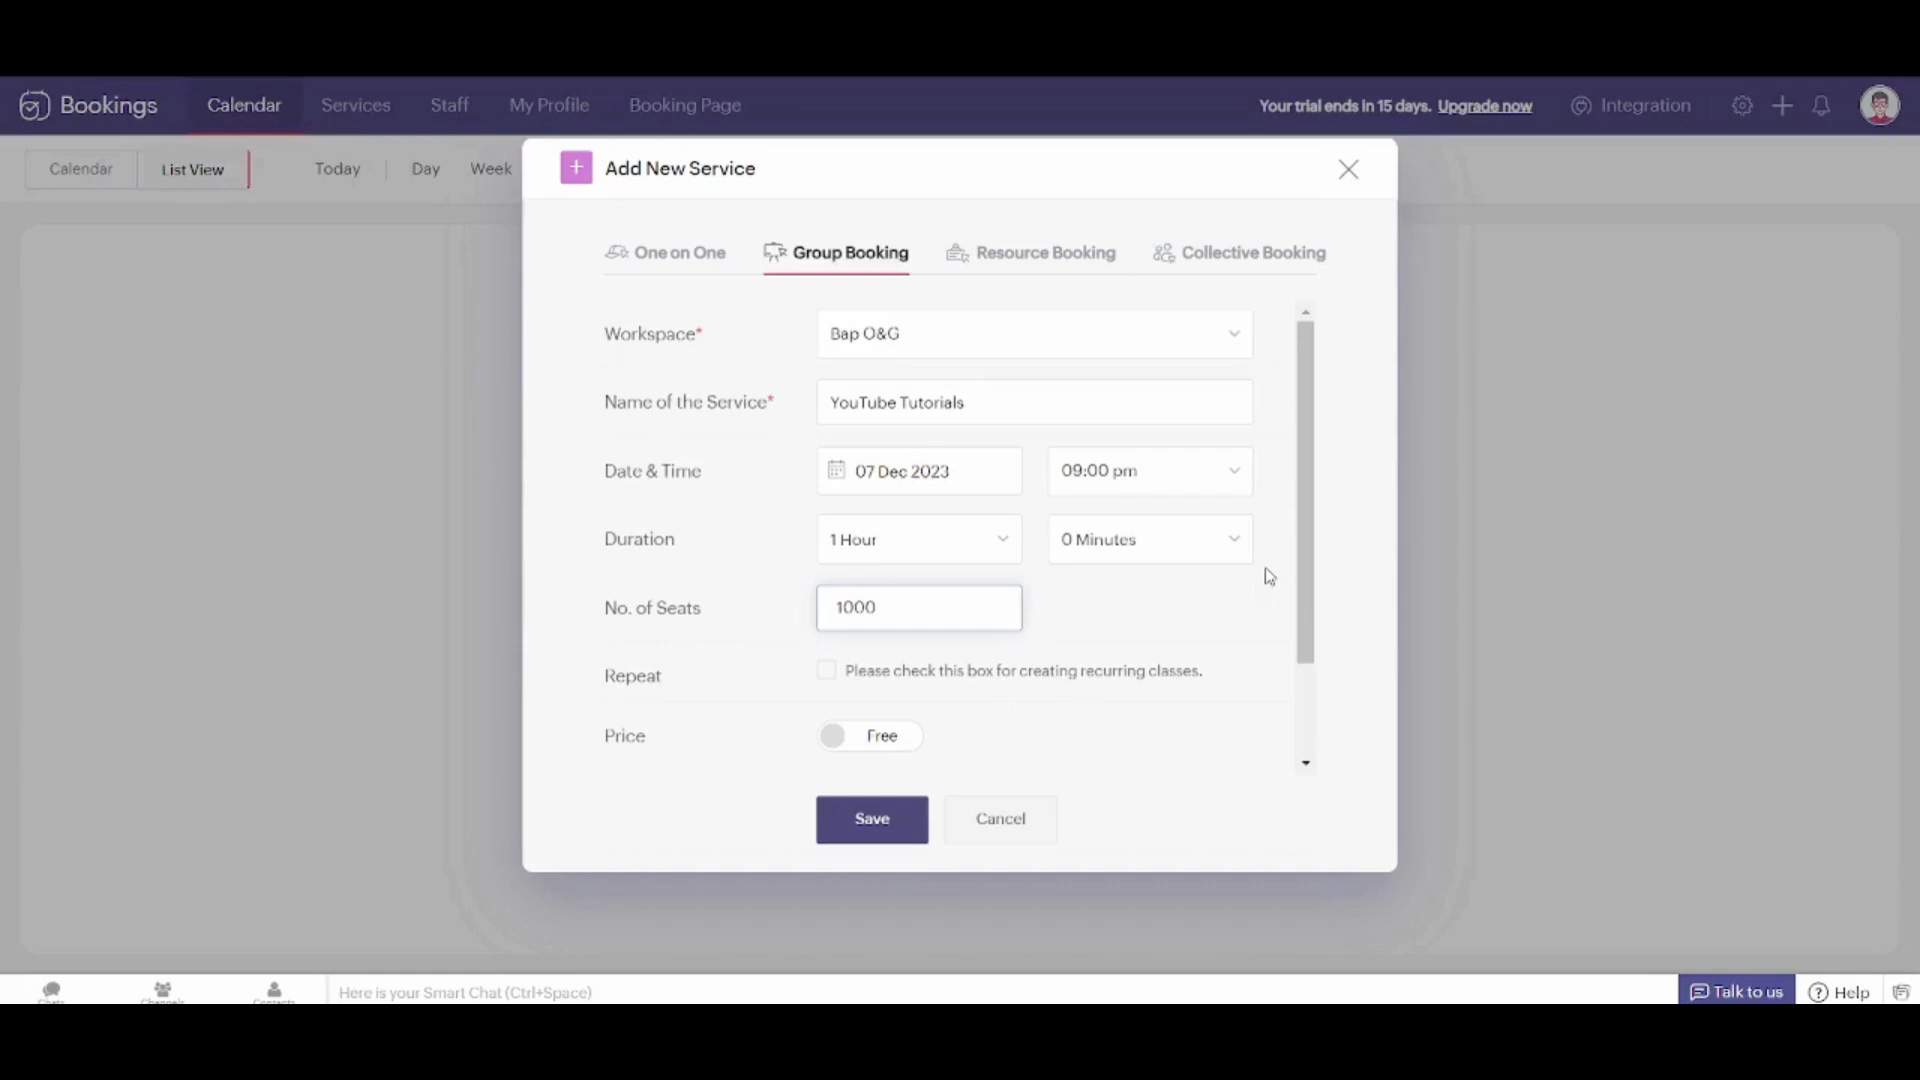 Bookings Calendar Services Staff My Profile Booking Page Your trial ends in 15 days. Upgrade now Integration
Calendar List View Today Day Week
+ Add New Service
One on One Group Booking Resource Booking Collective Booking
Workspace* Bap O&G
Name of the Service* YouTube Tutorials
Date & Time 07 Dec 2023 09:00 pm
Duration 1 Hour 0 Minutes
No. of Seats 1000
Repeat Please check this box for creating recurring classes.
Price Free
Save Cancel
Chats Channels Contacts Here is your Smart Chat (Ctrl+Space) Talk to us ? Help